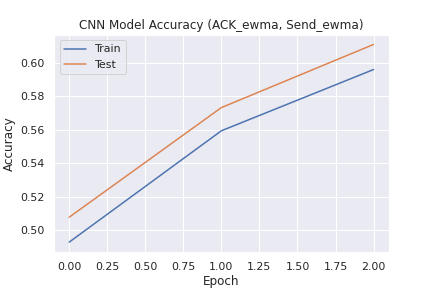 CNN Model Accuracy (ACK_ewma, Send_ewma)
Train
Test
Accuracy
0.60
0.58
0.56
0.54
0.52
0.50
0.00 0.25 0.50 0.75 1.00 1.25 1.50 1.75 2.00
Epoch